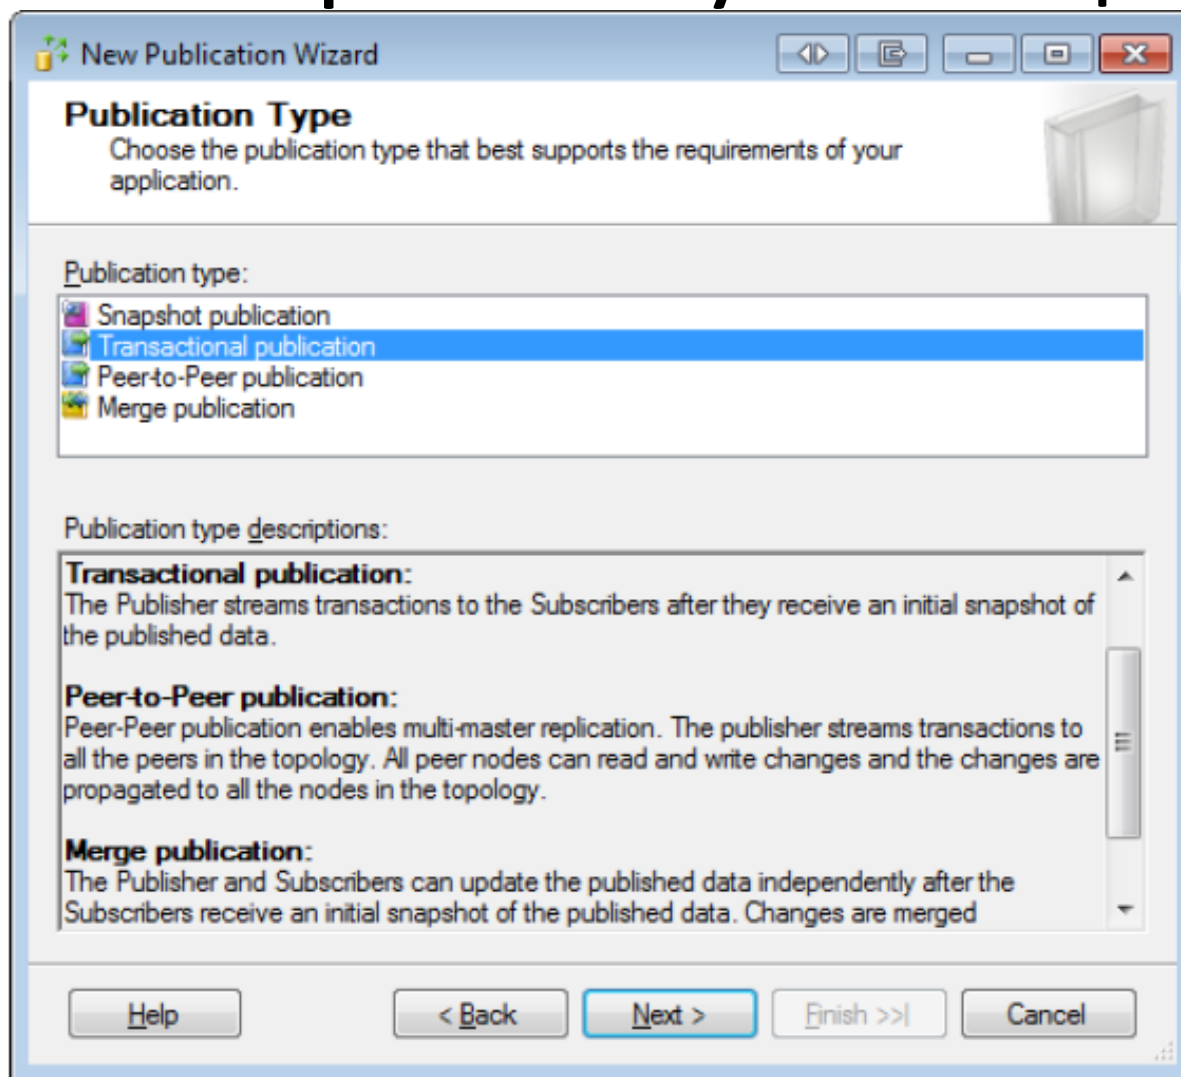 New Publication Wizard
Publication Type
Choose the publication type that best supports the requirements of your
application.
Publication type:
Snapshot publication
Transactional publication
Peer-to-Peer publication
Merge publication
Publication type descriptions:
Transactional publication:
The Publisher streams transactions to the Subscribers after they receive an initial snapshot of
the published data.
Peer-to-Peer publication:
Peer-Peer publication enables multi-master replication. The publisher streams transactions to
all the peers in the topology. All peer nodes can read and write changes and the changes are
propagated to all the nodes in the topology.
Merge publication:
The Publisher and Subscribers can update the published data independently after the
Subscribers receive an initial snapshot of the published data. Changes are merged
Help
< Back
Next >
Finish >>|
Cancel